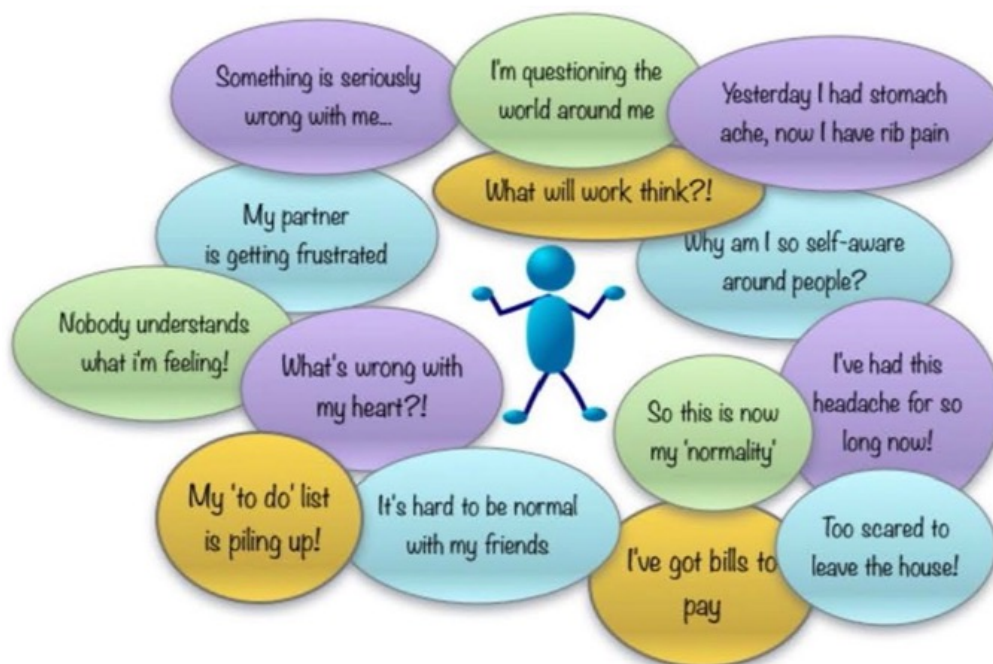 Something is seriously
wrong with me...
I'm questioning the
world around me
Yesterday I had stomach
ache, now I have rib pain
What will work think?!
My partner
is getting frustrated
Why am I so self-aware
around people?
Nobody understands
what i'm feeling!
What's wrong with
my heart?!
I've had this
headache for so
long now!
So this is now
my 'normality'
My 'to do' list
is piling up!
It's hard to be normal
with my friends
I've got bills to
pay
Too scared to
leave the house!